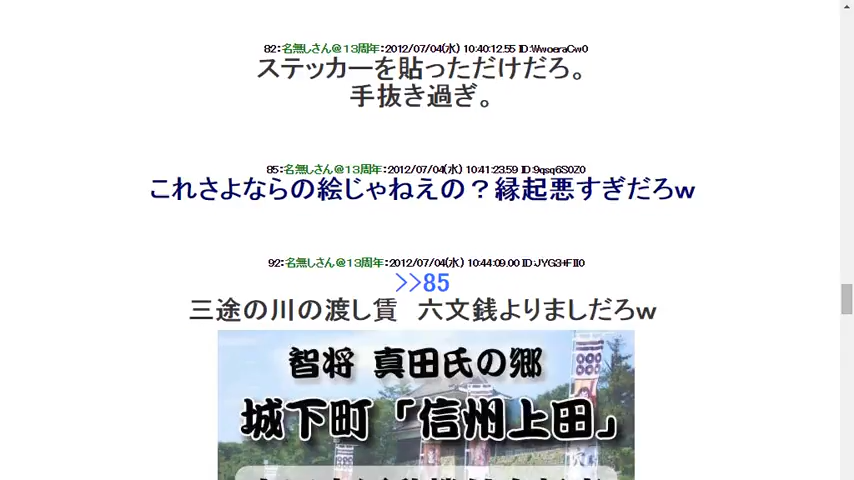 82：名無しさん＠１３周年：2012/07/04(水) 10:40:12.55 ID:WwoeraCw0
ステッカーを貼っただけだろ。
手抜き過ぎ。
85：名無しさん＠１３周年：2012/07/04(水) 10:41:23.59 ID:9qsq6S0Z0
これさよならの絵じゃねえの？縁起悪すぎだろｗ
92：名無しさん＠１３周年：2012/07/04(水) 10:44:09.00 ID:JYG3+FII0
>>85
三途の川の渡し賃　六文銭よりましだろｗ
智将 真田氏の郷
城下町「信州上田」